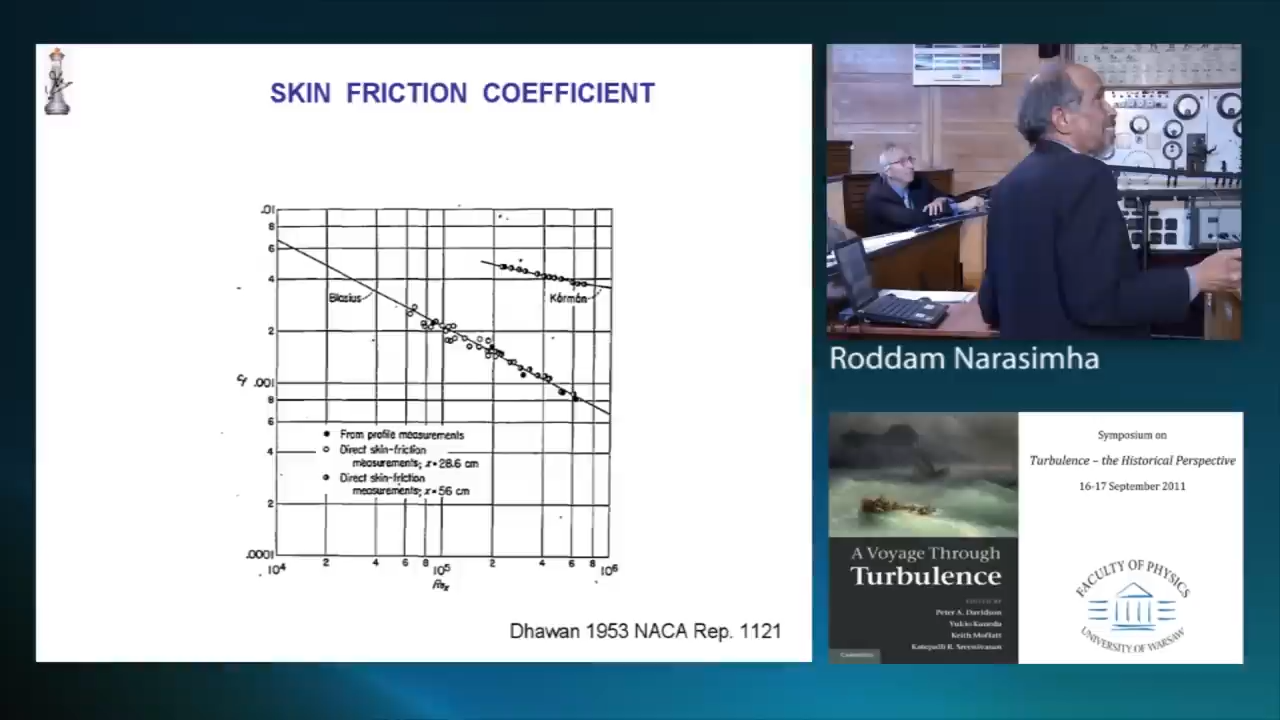 SKIN FRICTION COEFFICIENT
.01
8
6
4
2
.001
8
6
4
2
.0001
Blasius
Kármán
cf
From profile measurements
Direct skin-friction
measurements; x=28.6 cm
Direct skin-friction
measurements; x=56 cm
10⁴ 2 4 6 8 10⁵ 2 4 6 8 10⁶
Dhawan 1953 NACA Rep. 1121
Roddam Narasimha
A Voyage Through
Turbulence
EDITED BY
Peter A. Davidson
Yukio Kaneda
Keith Moffatt
Katepalli R. Sreenivasan
CAMBRIDGE
Symposium on
Turbulence – the Historical Perspective
16-17 September 2011
FACULTY OF PHYSICS
UNIVERSITY OF WARSAW